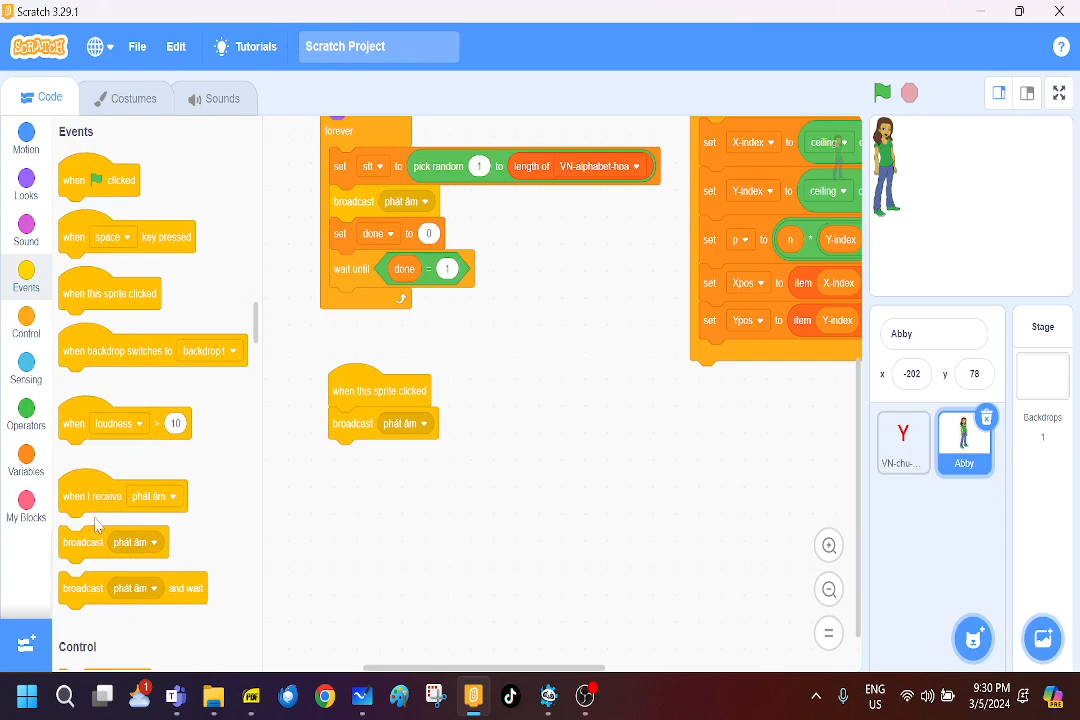 Scratch 3.29.1
SCRATCH File Edit Tutorials Scratch Project
Code Costumes Sounds
Motion
Looks
Sound
Events
Control
Sensing
Operators
Variables
My Blocks
Events
when clicked
when space key pressed
when this sprite clicked
when backdrop switches to backdrop1
when loudness > 10
when I receive phát âm
broadcast phát âm
broadcast phát âm and wait
Control
forever
set stt to pick random 1 to length of VN-alphabet-hoa
broadcast phát âm
set done to 0
wait until done = 1
when this sprite clicked
broadcast phát âm
set X-index to ceiling
set Y-index to ceiling
set p to n * Y-index
set Xpos to item X-index
set Ypos to item Y-index
Abby
x -202 y 78
VN-chu-...
Abby
Stage
Backdrops
1
1
PDF
PRE
ENG
US
9:30 PM
3/5/2024